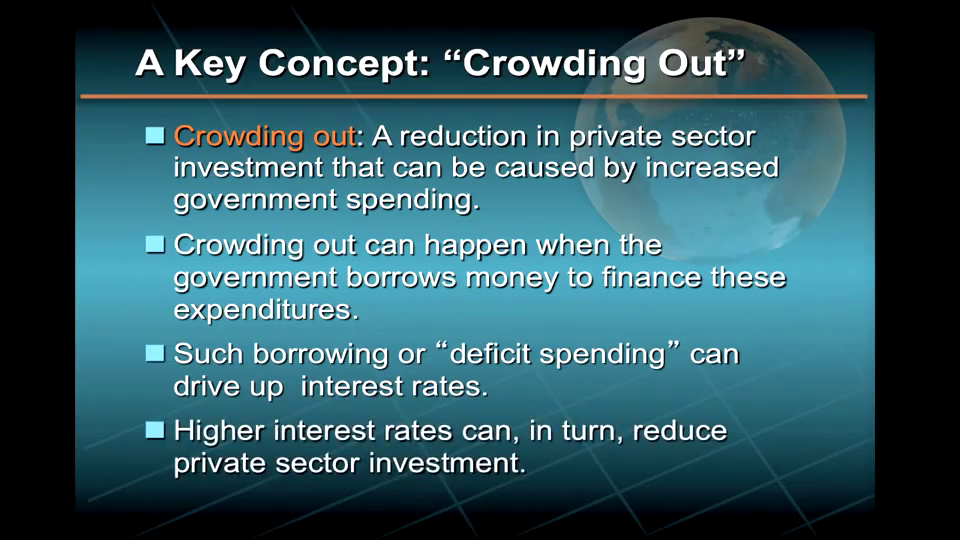 A Key Concept: “Crowding Out”
Crowding out: A reduction in private sector
investment that can be caused by increased
government spending.
Crowding out can happen when the
government borrows money to finance these
expenditures.
Such borrowing or “deficit spending” can
drive up  interest rates.
Higher interest rates can, in turn, reduce
private sector investment.